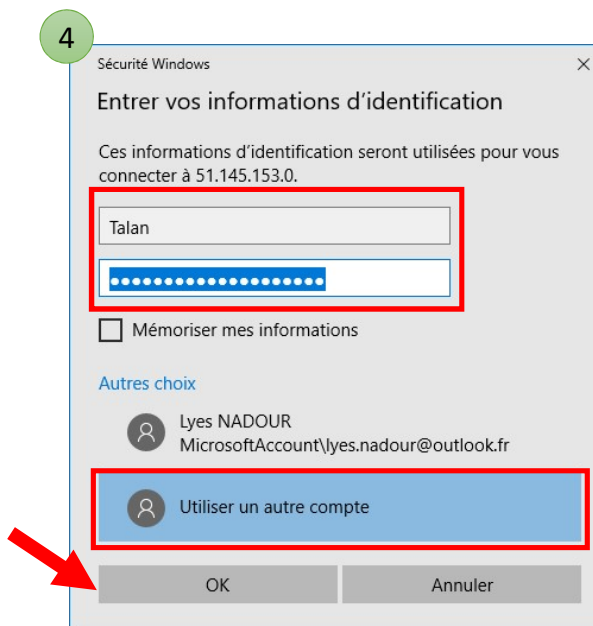 4
Sécurité Windows
Entrer vos informations d’identification
Ces informations d’identification seront utilisées pour vous
connecter à 51.145.153.0.
Talan
••••••••••••••••••••
Mémoriser mes informations
Autres choix
Lyes NADOUR
MicrosoftAccount\lyes.nadour@outlook.fr
Utiliser un autre compte
OK
Annuler